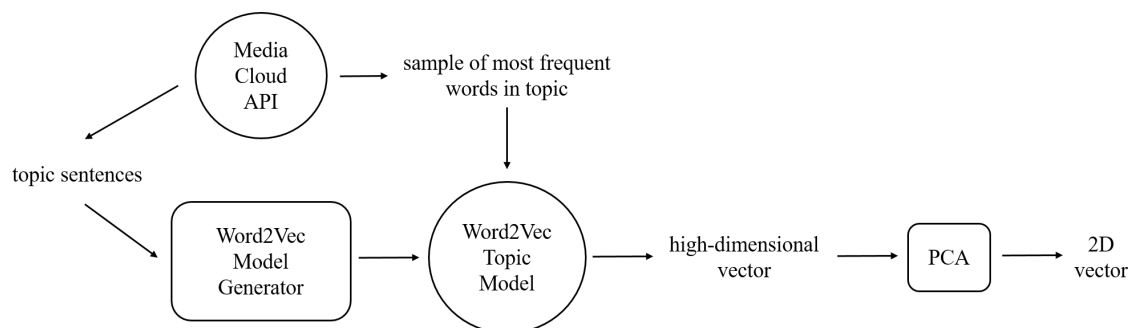 Media
Cloud
API
sample of most frequent
words in topic
topic sentences
Word2Vec
Model
Generator
Word2Vec
Topic
Model
high-dimensional
vector
PCA
2D
vector